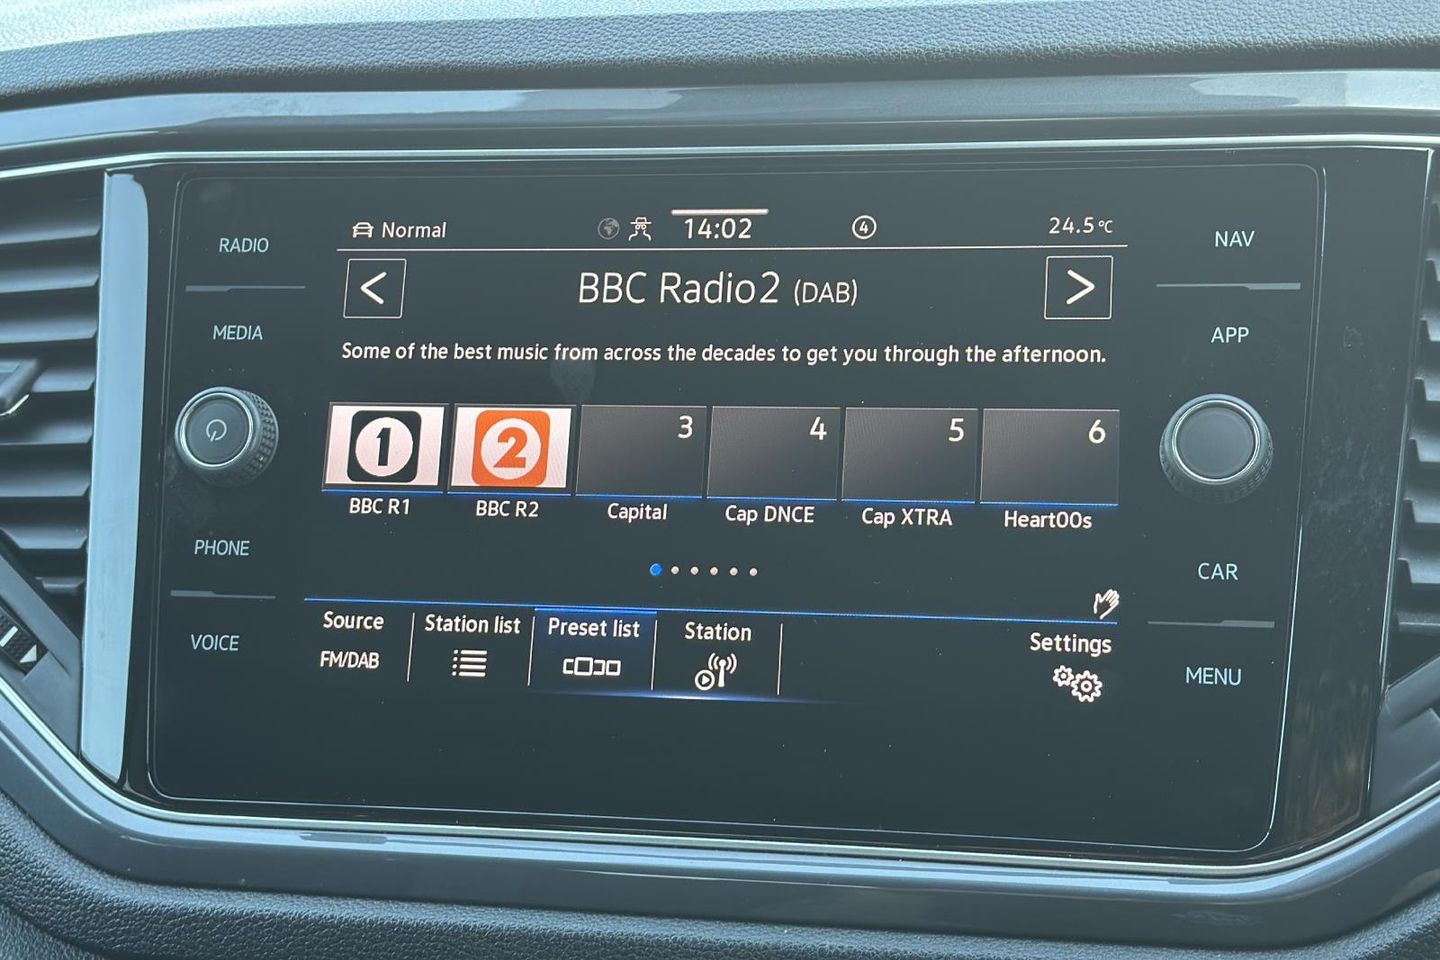 RADIO
MEDIA
PHONE
VOICE
Normal
14:02
4
24.5°C
BBC Radio2 (DAB)
Some of the best music from across the decades to get you through the afternoon.
1
2
3
4
5
6
BBC R1
BBC R2
Capital
Cap DNCE
Cap XTRA
Heart00s
Source
FM/DAB
Station list
Preset list
Station
Settings
NAV
APP
CAR
MENU